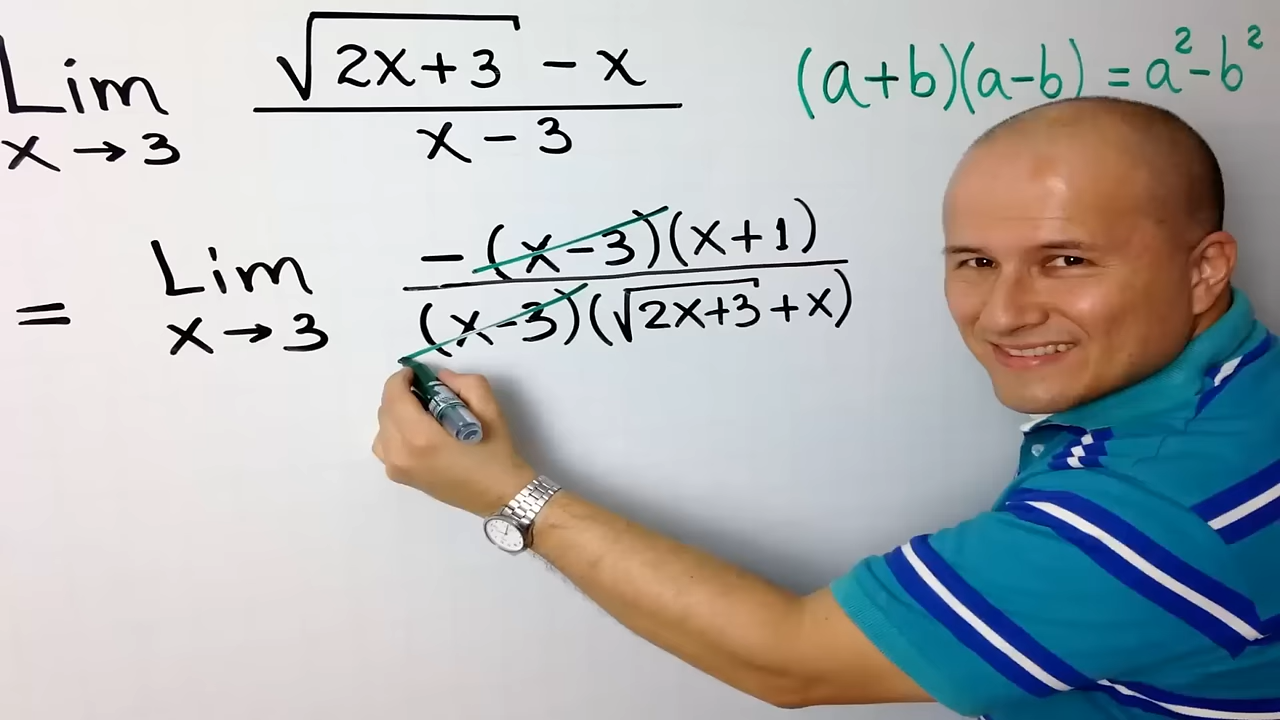 Lim x→3 (√(2x+3) - x)/(x-3)
(a+b)(a-b) = a²-b²
= Lim x→3 (-(x-3)(x+1))/((x-3)(√(2x+3)+x))